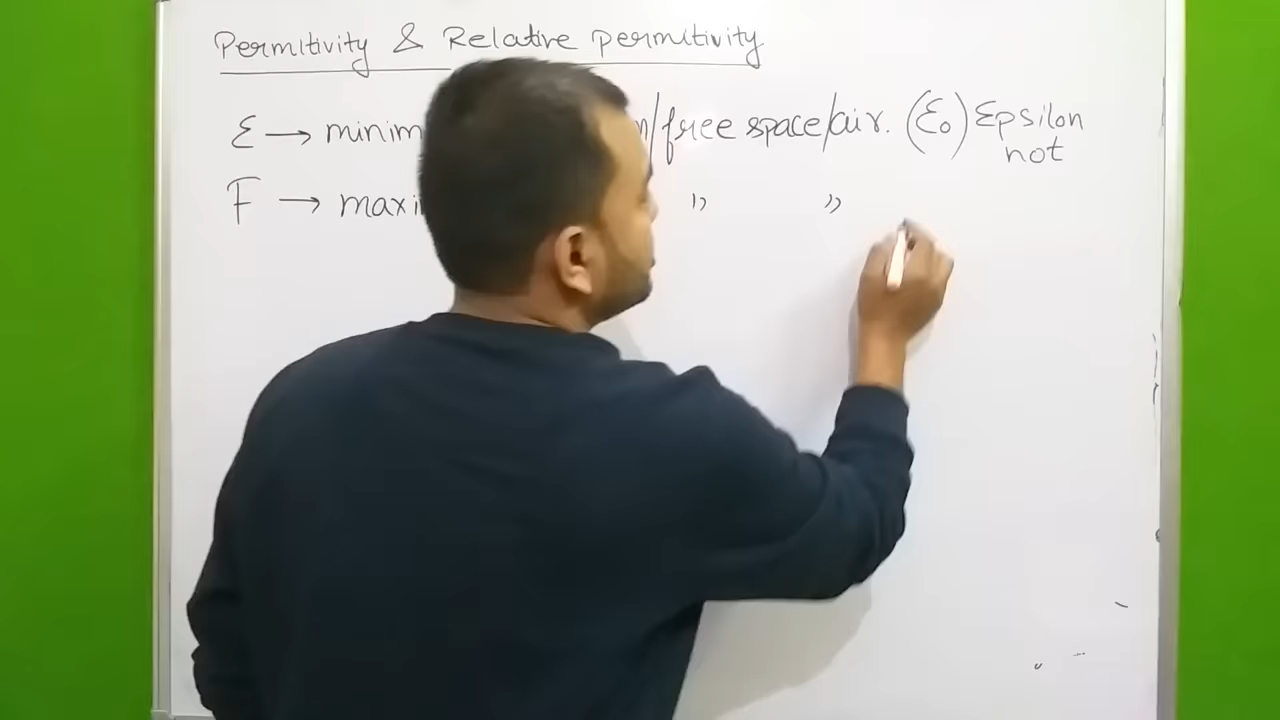 Permitivity & Relative permitivity
ε → minim /free space/air. (ε₀) Epsilon
not
F → maxi " "